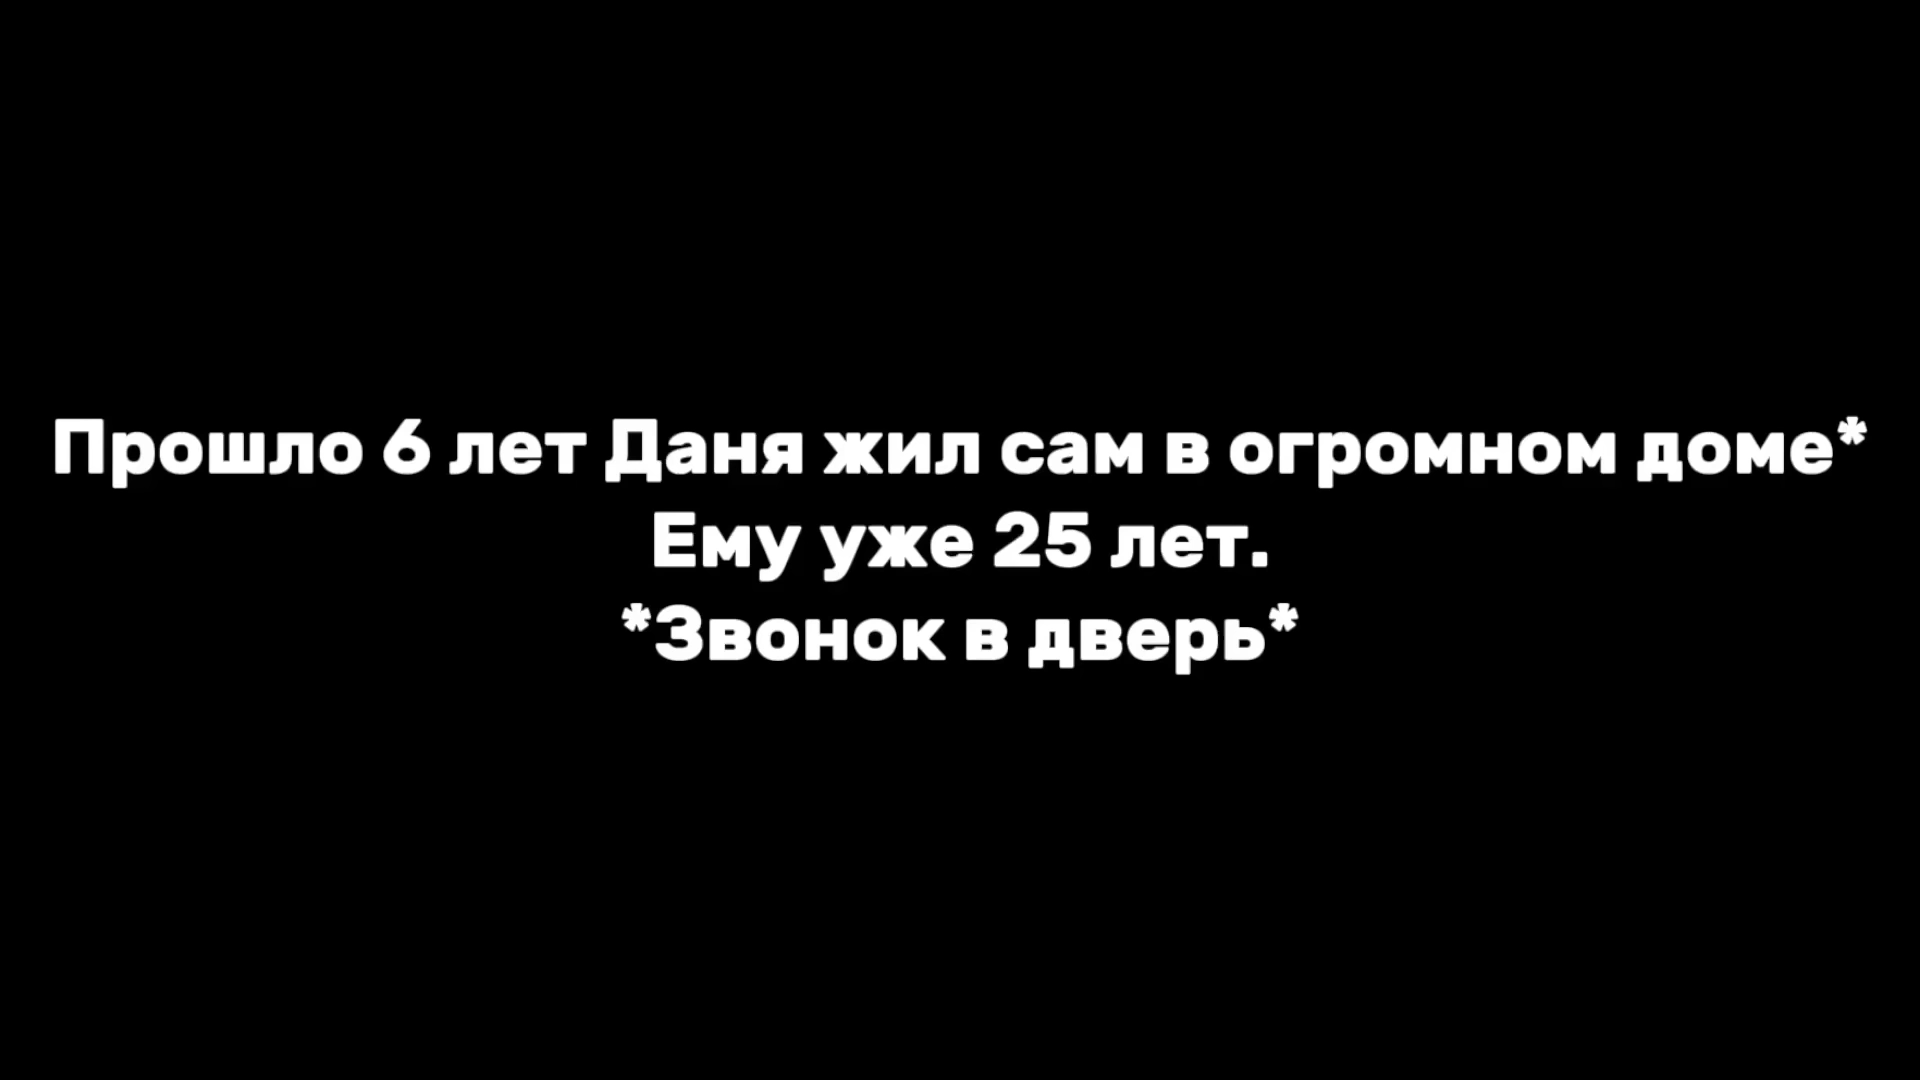 Прошло 6 лет Даня жил сам в огромном доме*
Ему уже 25 лет.
*Звонок в дверь*